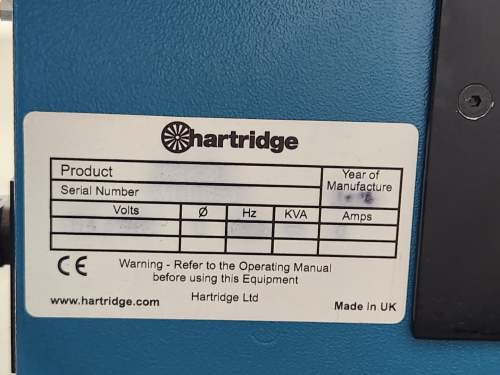 hartridge
Product
Year of
Manufacture
Serial Number
Volts Ø Hz KVA Amps
CE Warning - Refer to the Operating Manual
before using this Equipment
www.hartridge.com Hartridge Ltd Made in UK